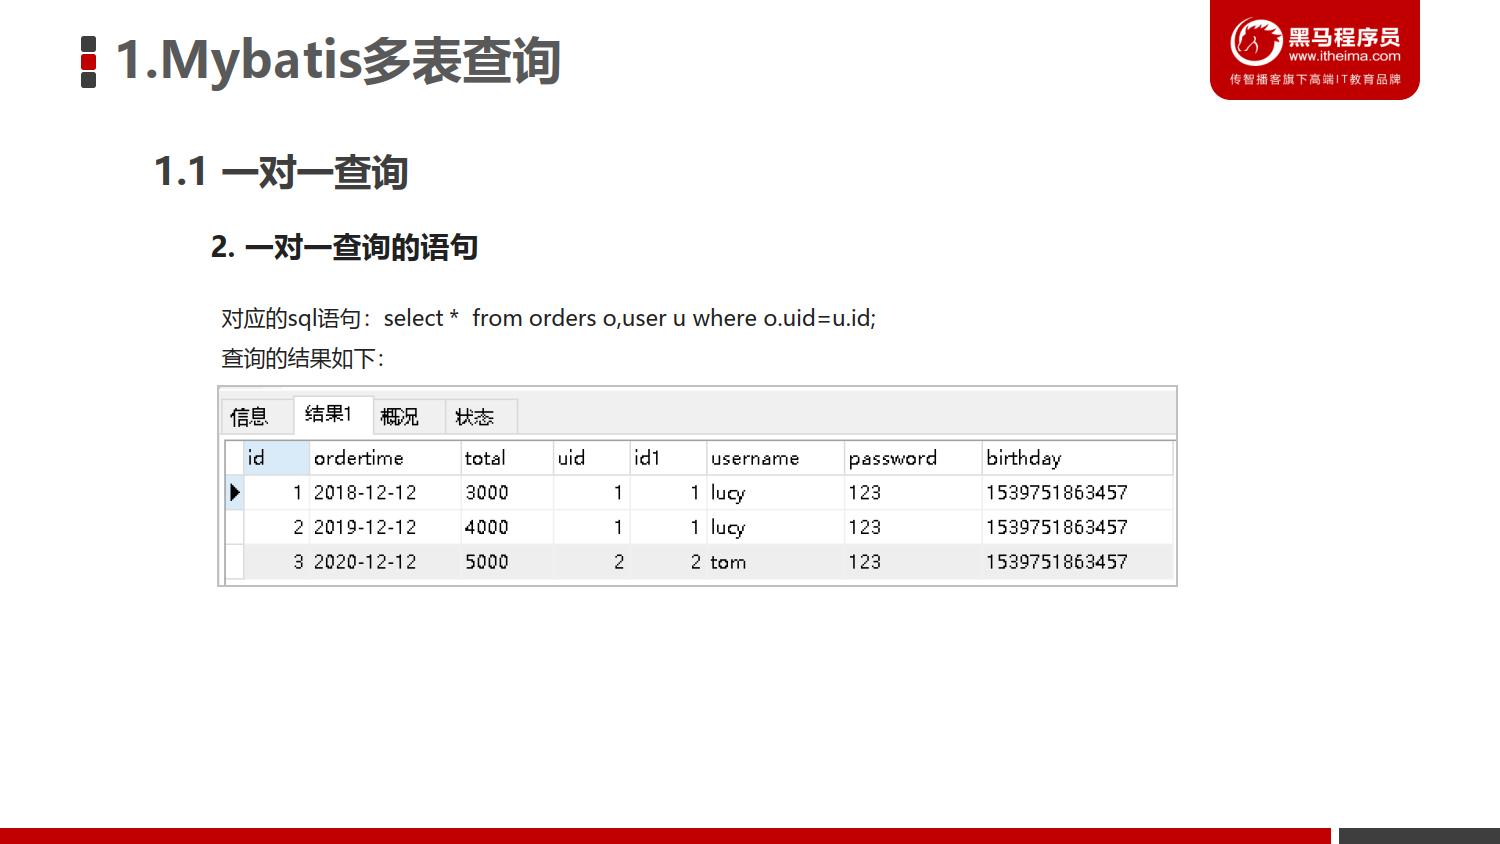 1.Mybatis多表查询
黑马程序员
www.itheima.com
传智播客旗下高端IT教育品牌
1.1 一对一查询
2. 一对一查询的语句
对应的sql语句：select *  from orders o,user u where o.uid=u.id;
查询的结果如下：
信息 结果1 概况 状态
id ordertime total uid id1 username password birthday
1 2018-12-12 3000 1 1 lucy 123 1539751863457
2 2019-12-12 4000 1 1 lucy 123 1539751863457
3 2020-12-12 5000 2 2 tom 123 1539751863457